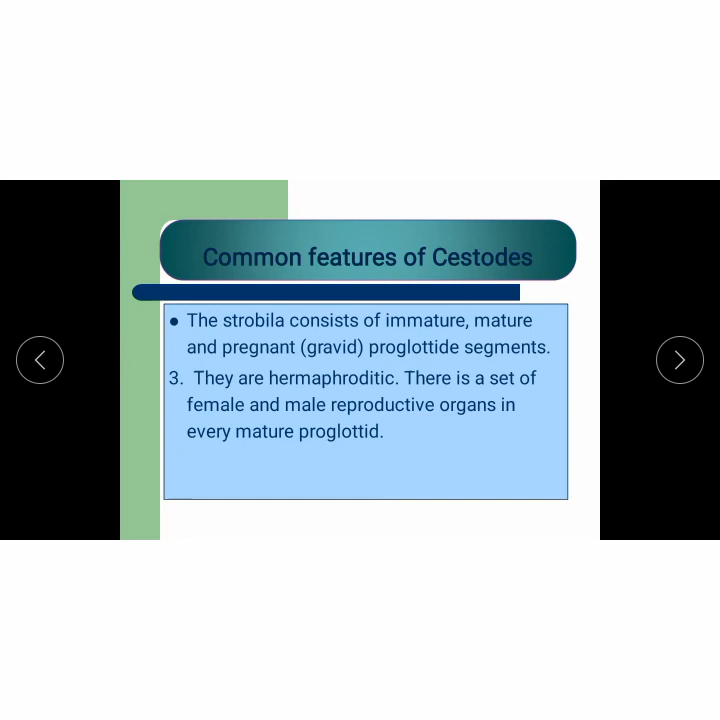 Common features of Cestodes
● The strobila consists of immature, mature
and pregnant (gravid) proglottide segments.
3. They are hermaphroditic. There is a set of
female and male reproductive organs in
every mature proglottid.